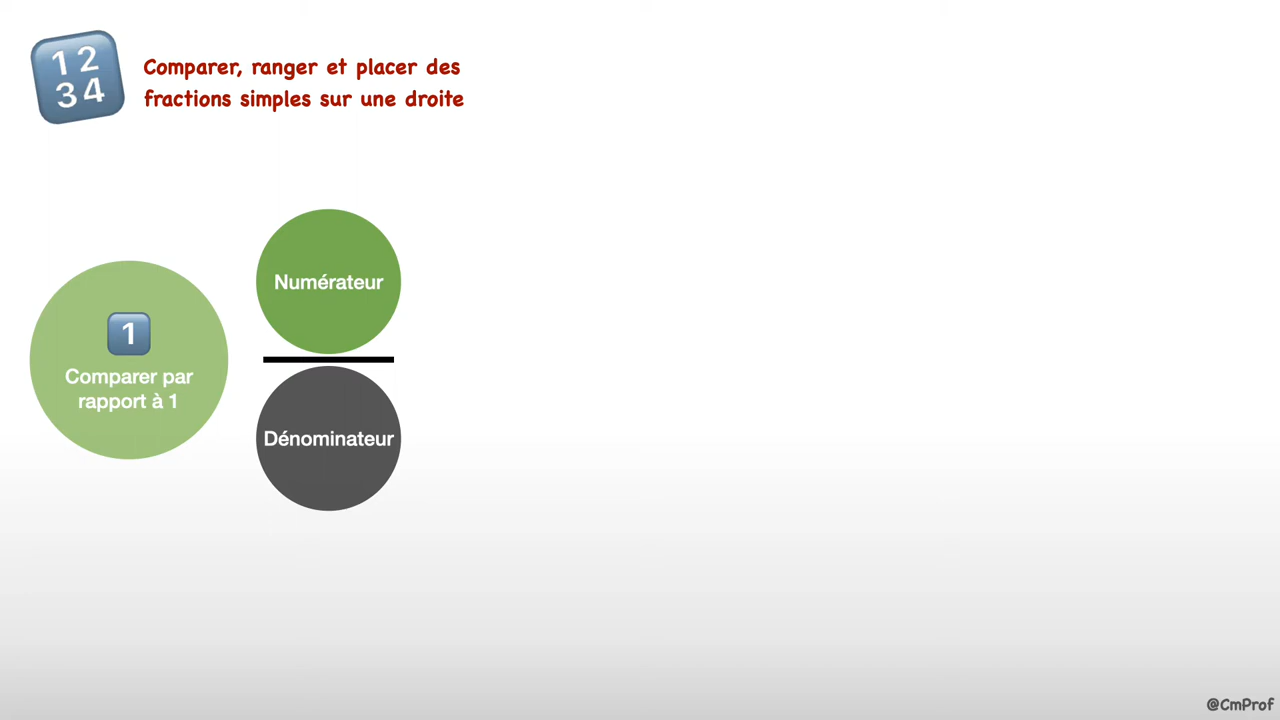 1 2
3 4
Comparer, ranger et placer des
fractions simples sur une droite
1
Comparer par
rapport à 1
Numérateur
Dénominateur
@CmProf